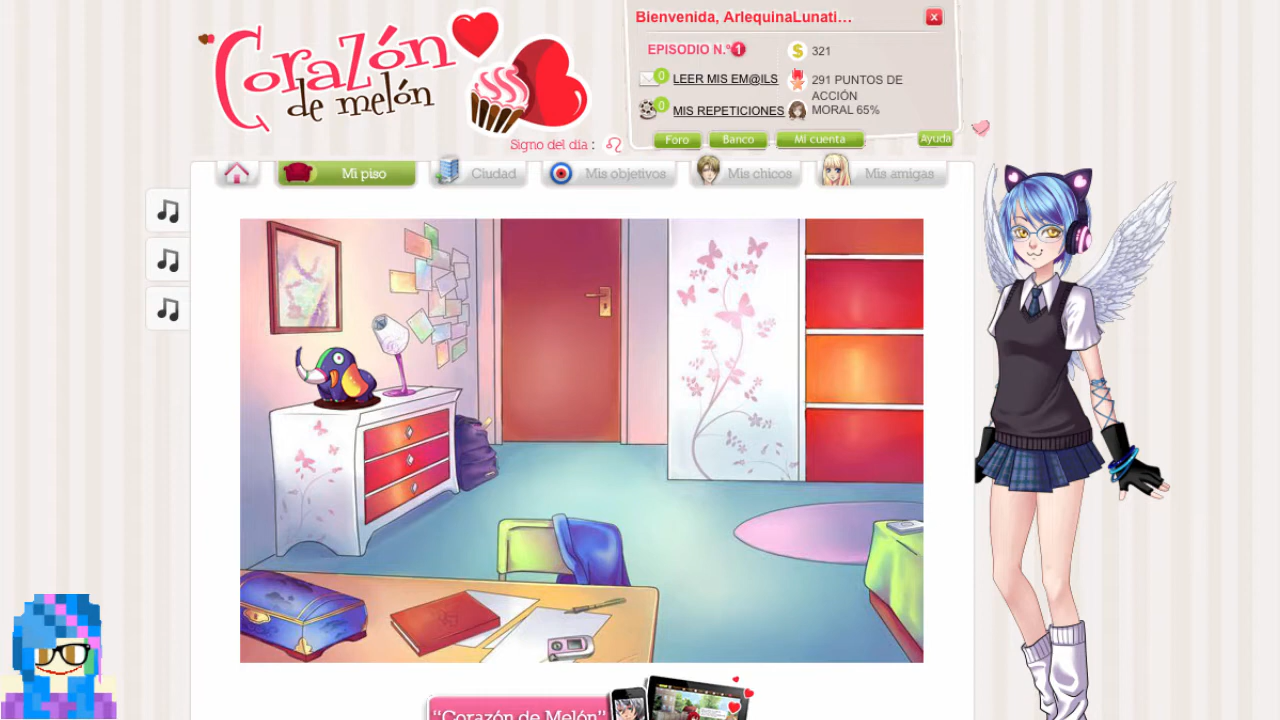 Corazón
de melón
Signo del día :
Bienvenida, ArlequinaLunati...
x
EPISODIO N.º 1
321
0 LEER MIS EM@ILS
291 PUNTOS DE
ACCIÓN
0 MIS REPETICIONES
MORAL 65%
Foro
Banco
Mi cuenta
Ayuda
Mi piso
Ciudad
Mis objetivos
Mis chicos
Mis amigas
“Corazón de Melón”